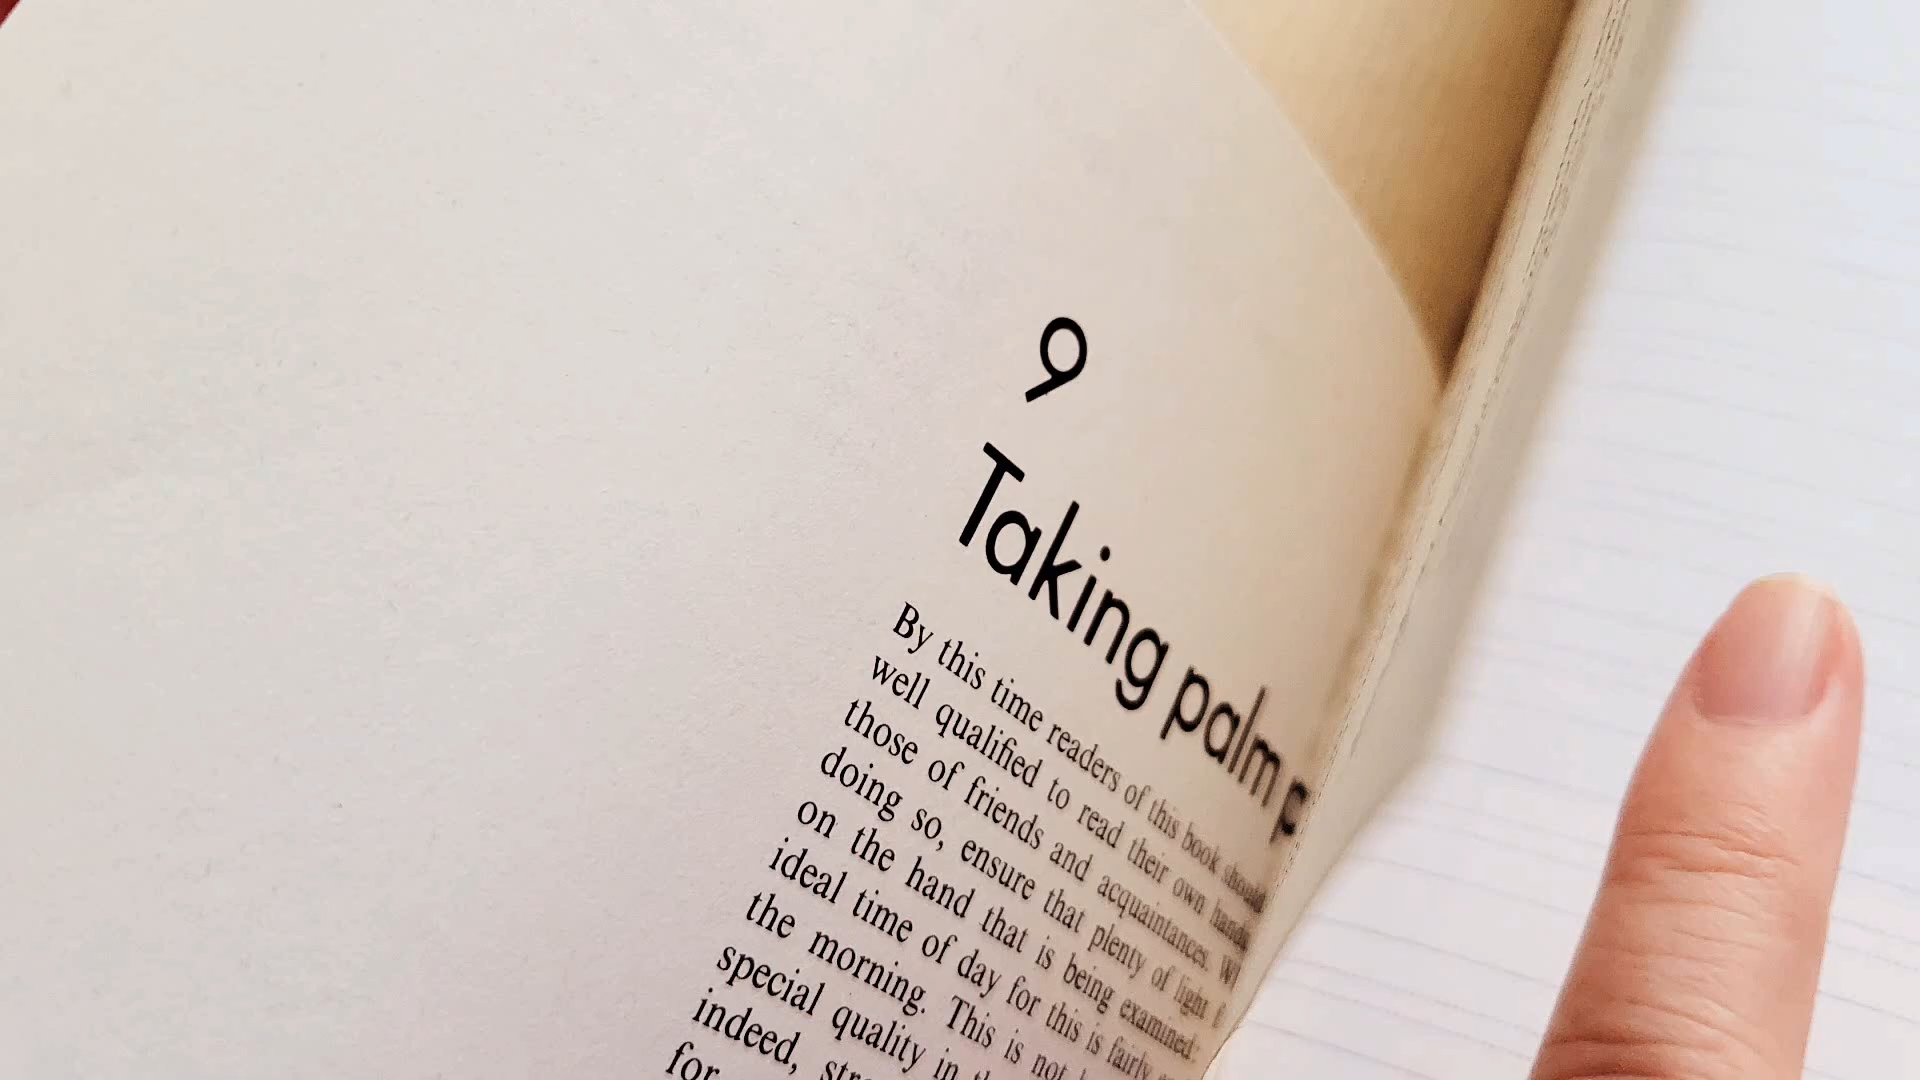 9
Taking palm p
By this time readers of this book should
well qualified to read their own hands
those of friends and acquaintances. W
doing so, ensure that plenty of light
on the hand that is being examined:
ideal time of day for this is fairly
the morning. This is not
special quality in
indeed,
for